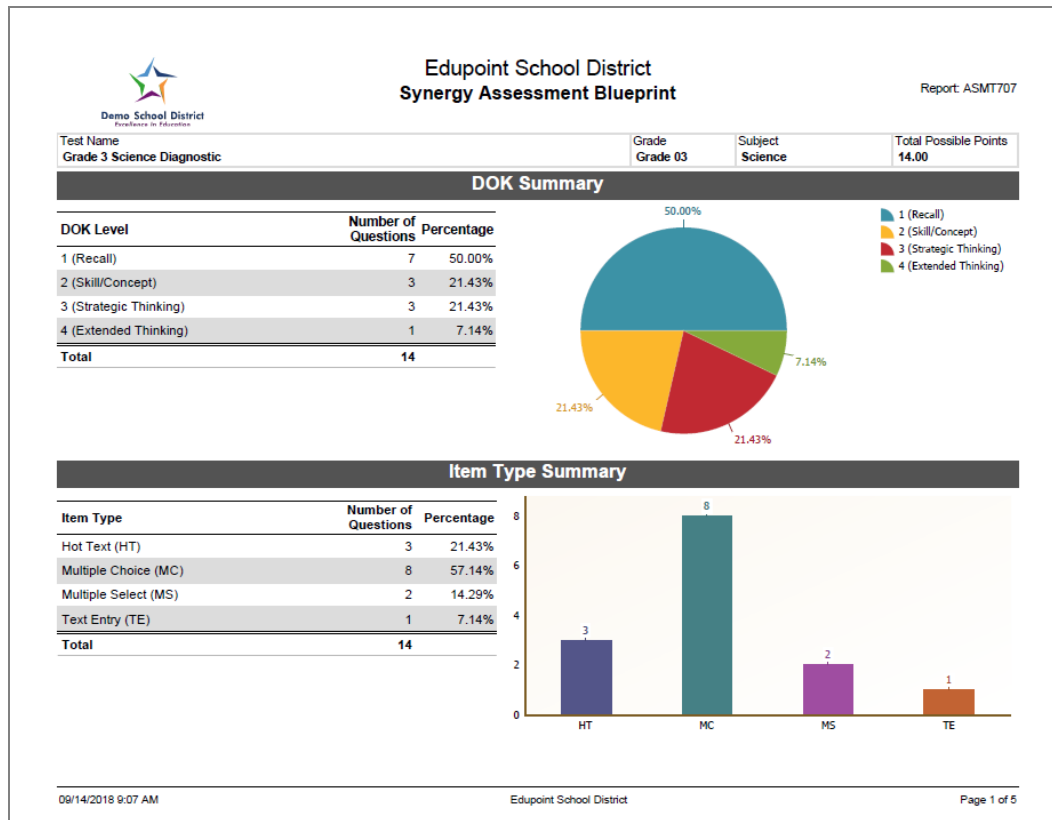 Edupoint School District
Synergy Assessment Blueprint
Report: ASMT707
Demo School District
Excellence in Education
Test Name
Grade 3 Science Diagnostic
Grade
Grade 03
Subject
Science
Total Possible Points
14.00
DOK Summary
DOK Level Number of Questions Percentage
1 (Recall) 7 50.00%
2 (Skill/Concept) 3 21.43%
3 (Strategic Thinking) 3 21.43%
4 (Extended Thinking) 1 7.14%
Total 14
50.00%
7.14%
21.43%
21.43%
1 (Recall)
2 (Skill/Concept)
3 (Strategic Thinking)
4 (Extended Thinking)
Item Type Summary
Item Type Number of Questions Percentage
Hot Text (HT) 3 21.43%
Multiple Choice (MC) 8 57.14%
Multiple Select (MS) 2 14.29%
Text Entry (TE) 1 7.14%
Total 14
8
6
4
2
0
3
8
2
1
HT MC MS TE
09/14/2018 9:07 AM Edupoint School District Page 1 of 5